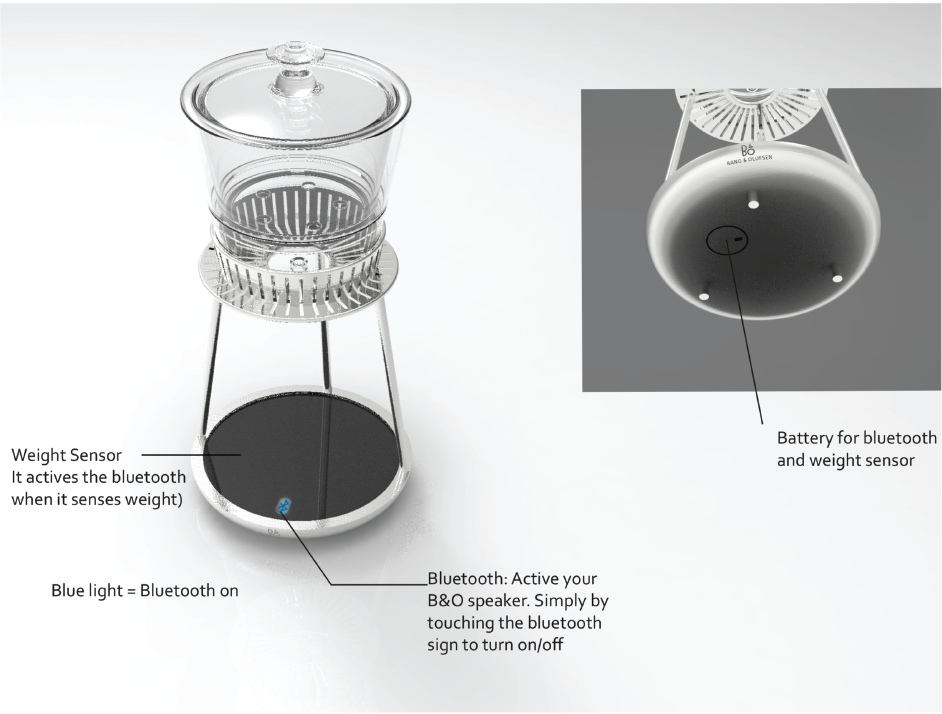 B&O
BANG & OLUFSEN
Weight Sensor
It actives the bluetooth
when it senses weight)
Battery for bluetooth
and weight sensor
Blue light = Bluetooth on
Bluetooth: Active your
B&O speaker. Simply by
touching the bluetooth
sign to turn on/off
B&O